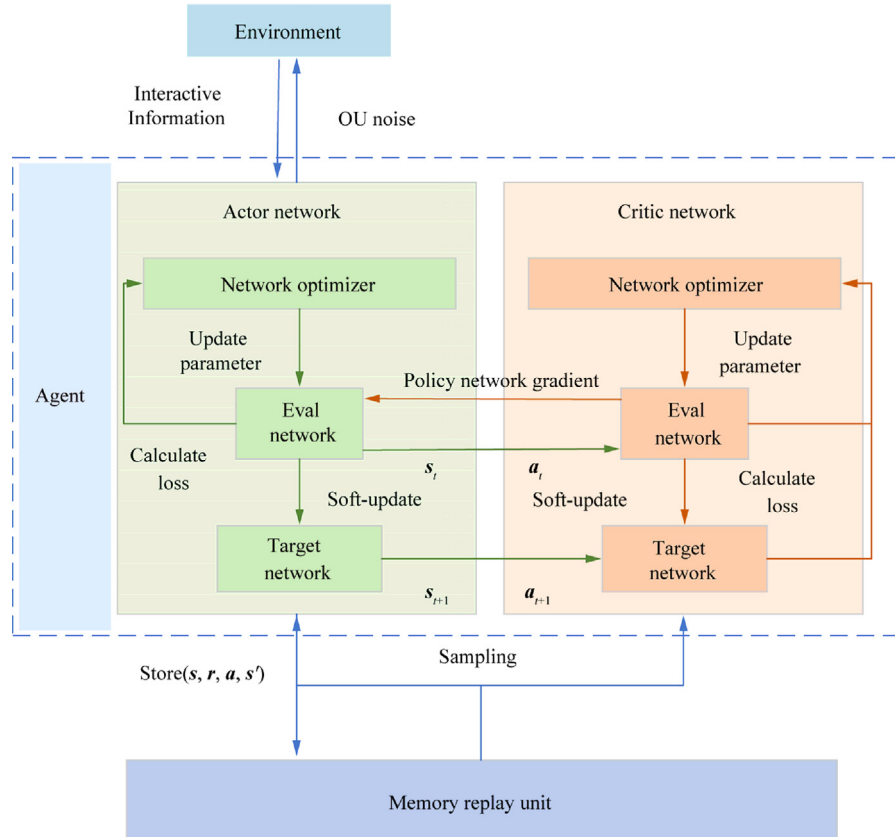 Environment
Interactive
Information
OU noise
Actor network
Critic network
Network optimizer
Network optimizer
Update
parameter
Update
parameter
Policy network gradient
Agent
Eval
network
Eval
network
Calculate
loss
s_t
a_t
Calculate
loss
Soft-update
Soft-update
Target
network
Target
network
s_{t+1}
a_{t+1}
Sampling
Store(s, r, a, s′)
Memory replay unit